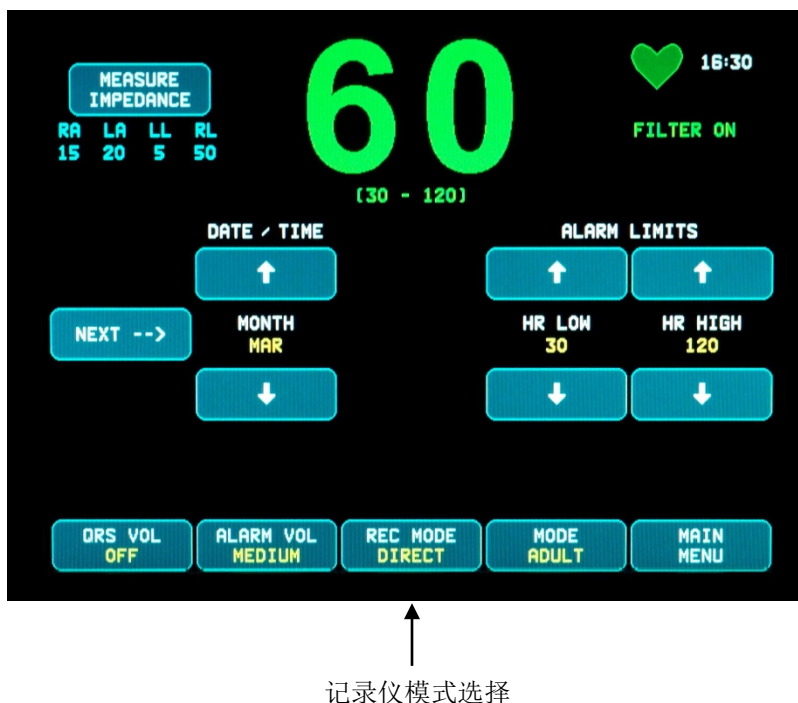 MEASURE
IMPEDANCE
RA LA LL RL
15 20 5 50
60
(30 - 120)
16:30
FILTER ON
DATE / TIME
ALARM LIMITS
NEXT -->
MONTH
MAR
HR LOW
30
HR HIGH
120
QRS VOL
OFF
ALARM VOL
MEDIUM
REC MODE
DIRECT
MODE
ADULT
MAIN
MENU
记录仪模式选择